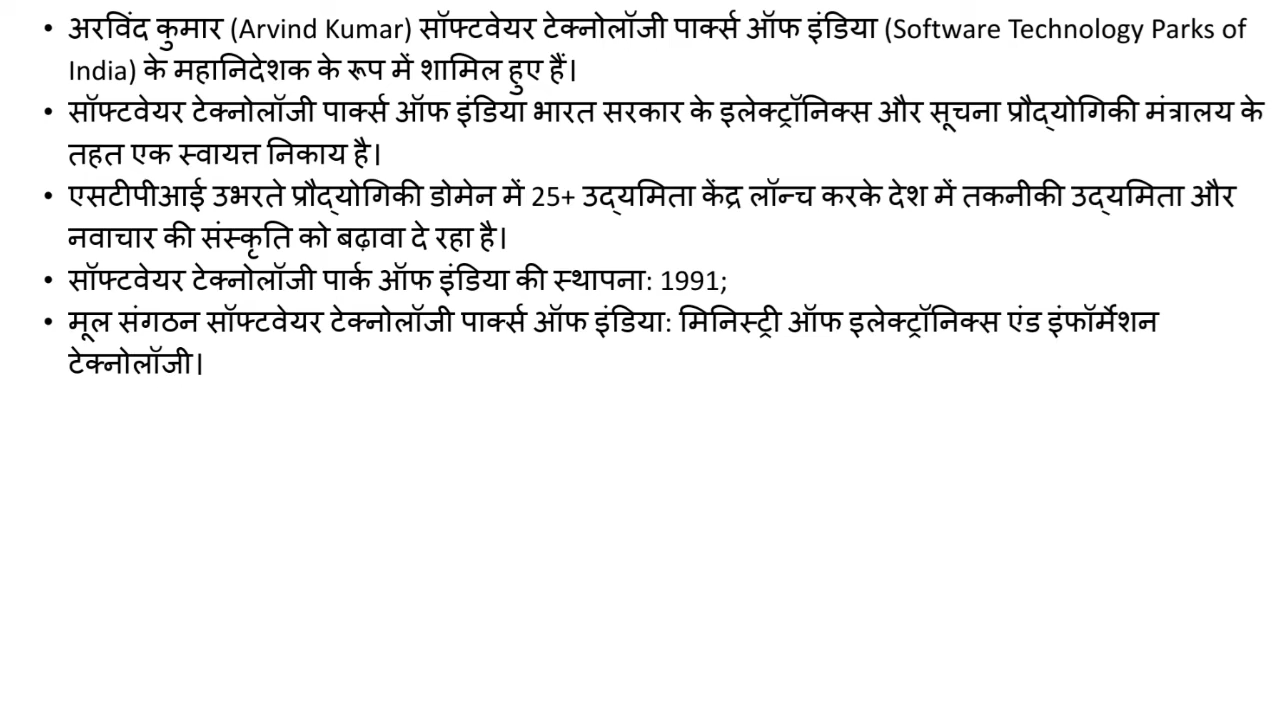 • अरविंद कुमार (Arvind Kumar) सॉफ्टवेयर टेक्नोलॉजी पार्क्स ऑफ इंडिया (Software Technology Parks of
India) के महानिदेशक के रूप में शामिल हुए हैं।
• सॉफ्टवेयर टेक्नोलॉजी पार्क्स ऑफ इंडिया भारत सरकार के इलेक्ट्रॉनिक्स और सूचना प्रौद्योगिकी मंत्रालय के
तहत एक स्वायत्त निकाय है।
• एसटीपीआई उभरते प्रौद्योगिकी डोमेन में 25+ उद्यमिता केंद्र लॉन्च करके देश में तकनीकी उद्यमिता और
नवाचार की संस्कृति को बढ़ावा दे रहा है।
• सॉफ्टवेयर टेक्नोलॉजी पार्क ऑफ इंडिया की स्थापना: 1991;
• मूल संगठन सॉफ्टवेयर टेक्नोलॉजी पार्क्स ऑफ इंडिया: मिनिस्ट्री ऑफ इलेक्ट्रॉनिक्स एंड इंफॉर्मेशन
टेक्नोलॉजी।